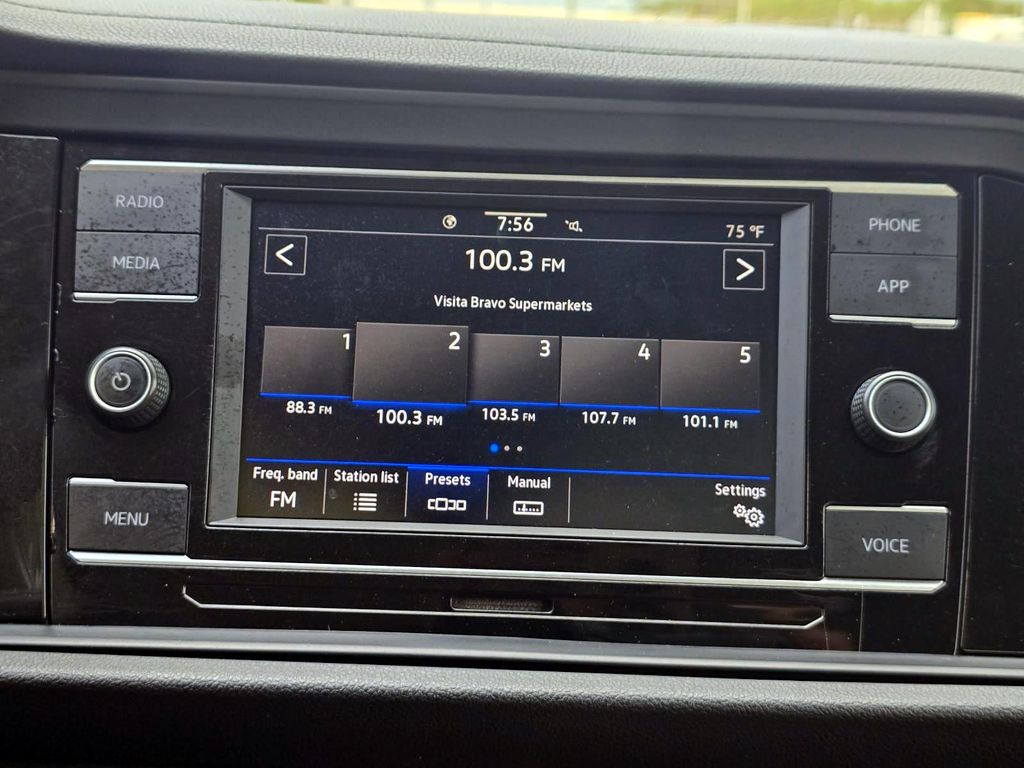 RADIO
MEDIA
MENU
7:56
75 °F
<
100.3 FM
>
Visita Bravo Supermarkets
1
2
3
4
5
88.3 FM
100.3 FM
103.5 FM
107.7 FM
101.1 FM
Freq. band
FM
Station list
Presets
Manual
Settings
PHONE
APP
VOICE